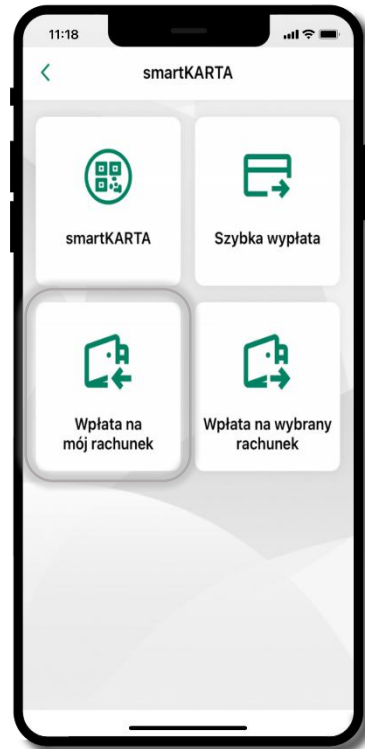 11:18
smartKARTA
smartKARTA
Szybka wypłata
Wpłata na
mój rachunek
Wpłata na wybrany
rachunek